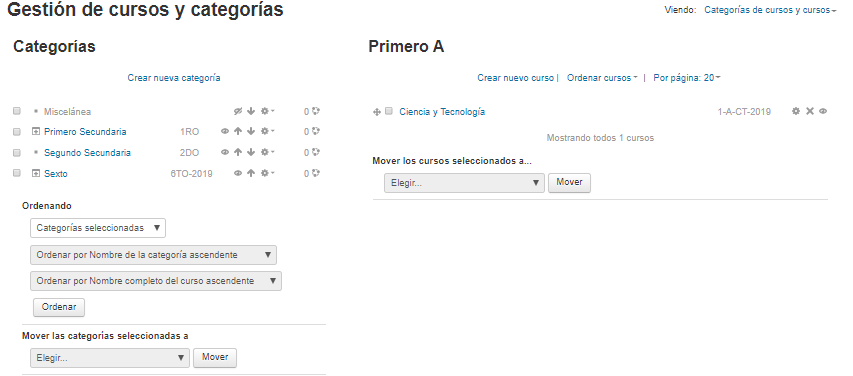 Gestión de cursos y categorías
Viendo: Categorías de cursos y cursos
Categorías
Crear nueva categoría
Miscelánea 0
Primero Secundaria 1RO 0
Segundo Secundaria 2DO 0
Sexto 6TO-2019 0
Ordenando
Categorías seleccionadas
Ordenar por Nombre de la categoría ascendente
Ordenar por Nombre completo del curso ascendente
Ordenar
Mover las categorías seleccionadas a
Elegir... Mover
Primero A
Crear nuevo curso | Ordenar cursos | Por página: 20
Ciencia y Tecnología 1-A-CT-2019
Mostrando todos 1 cursos
Mover los cursos seleccionados a...
Elegir... Mover